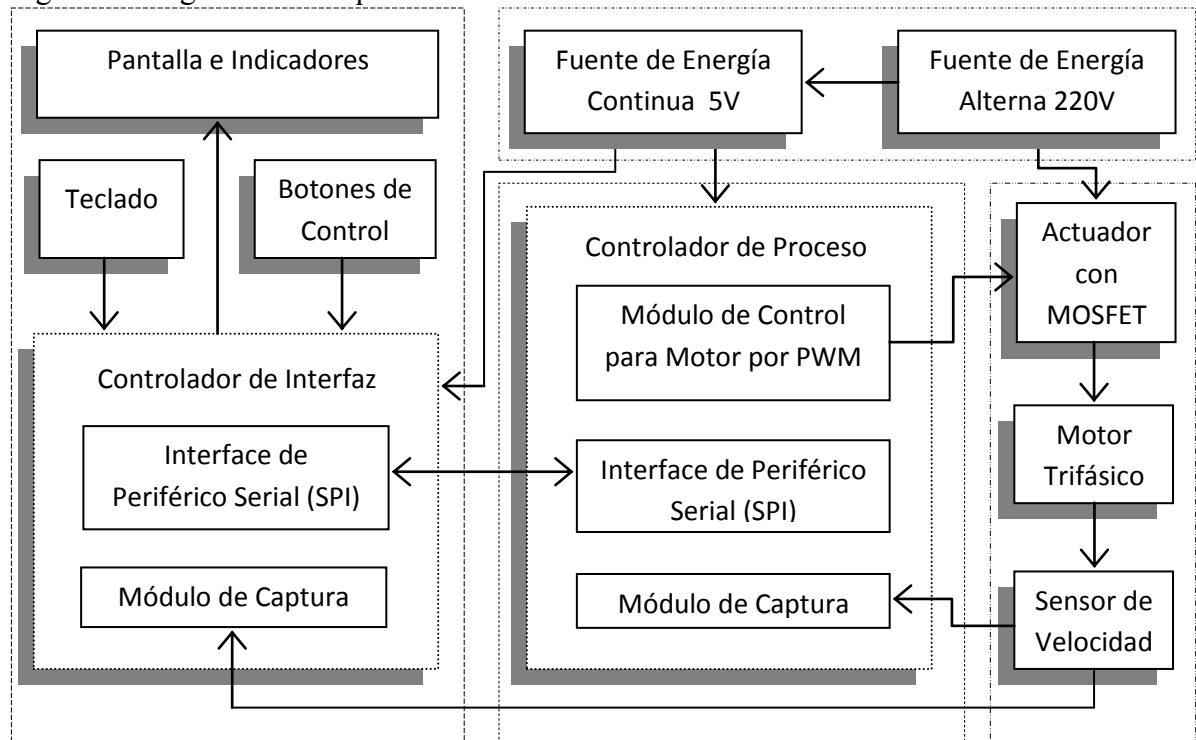 Pantalla e Indicadores
Teclado
Botones de
Control
Controlador de Interfaz
Interface de
Periférico Serial (SPI)
Módulo de Captura
Fuente de Energía
Continua 5V
Fuente de Energía
Alterna 220V
Controlador de Proceso
Módulo de Control
para Motor por PWM
Interface de Periférico
Serial (SPI)
Módulo de Captura
Actuador
con
MOSFET
Motor
Trifásico
Sensor de
Velocidad